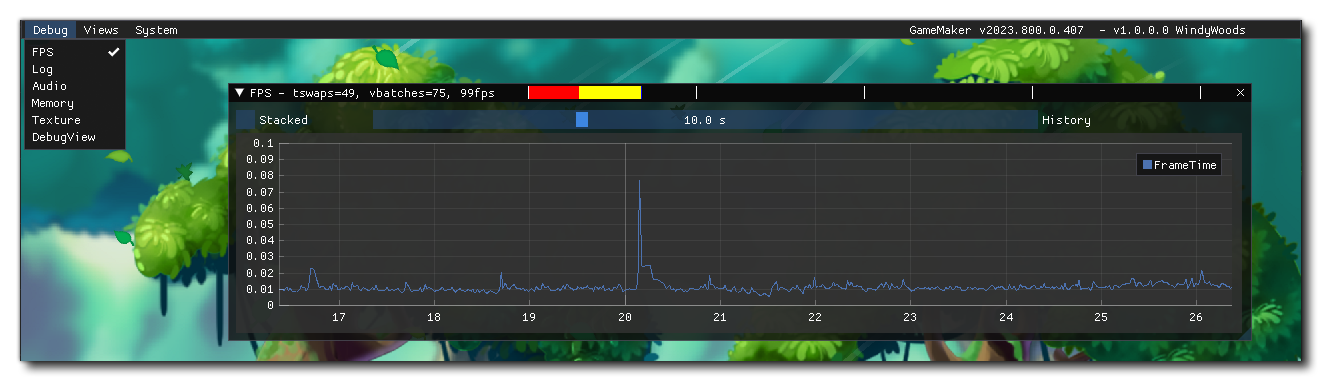 Debug Views System GameMaker v2023.800.0.407 - v1.0.0.0 WindyWoods
FPS
Log
Audio
Memory
Texture
DebugView
FPS - tswaps=49, vbatches=75, 99fps
Stacked 10.0 s History
0.1
0.09
0.08
0.07
0.06
0.05
0.04
0.03
0.02
0.01
0
FrameTime
17 18 19 20 21 22 23 24 25 26